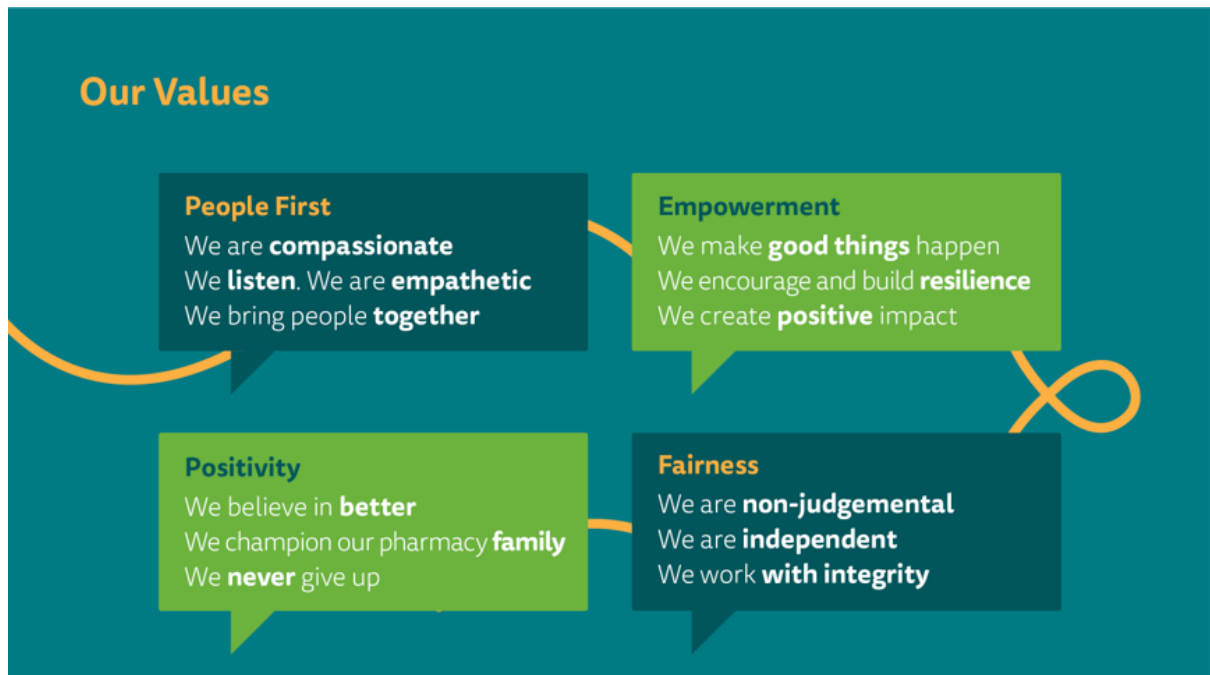 Our Values
People First
We are compassionate
We listen. We are empathetic
We bring people together
Empowerment
We make good things happen
We encourage and build resilience
We create positive impact
Positivity
We believe in better
We champion our pharmacy family
We never give up
Fairness
We are non-judgemental
We are independent
We work with integrity